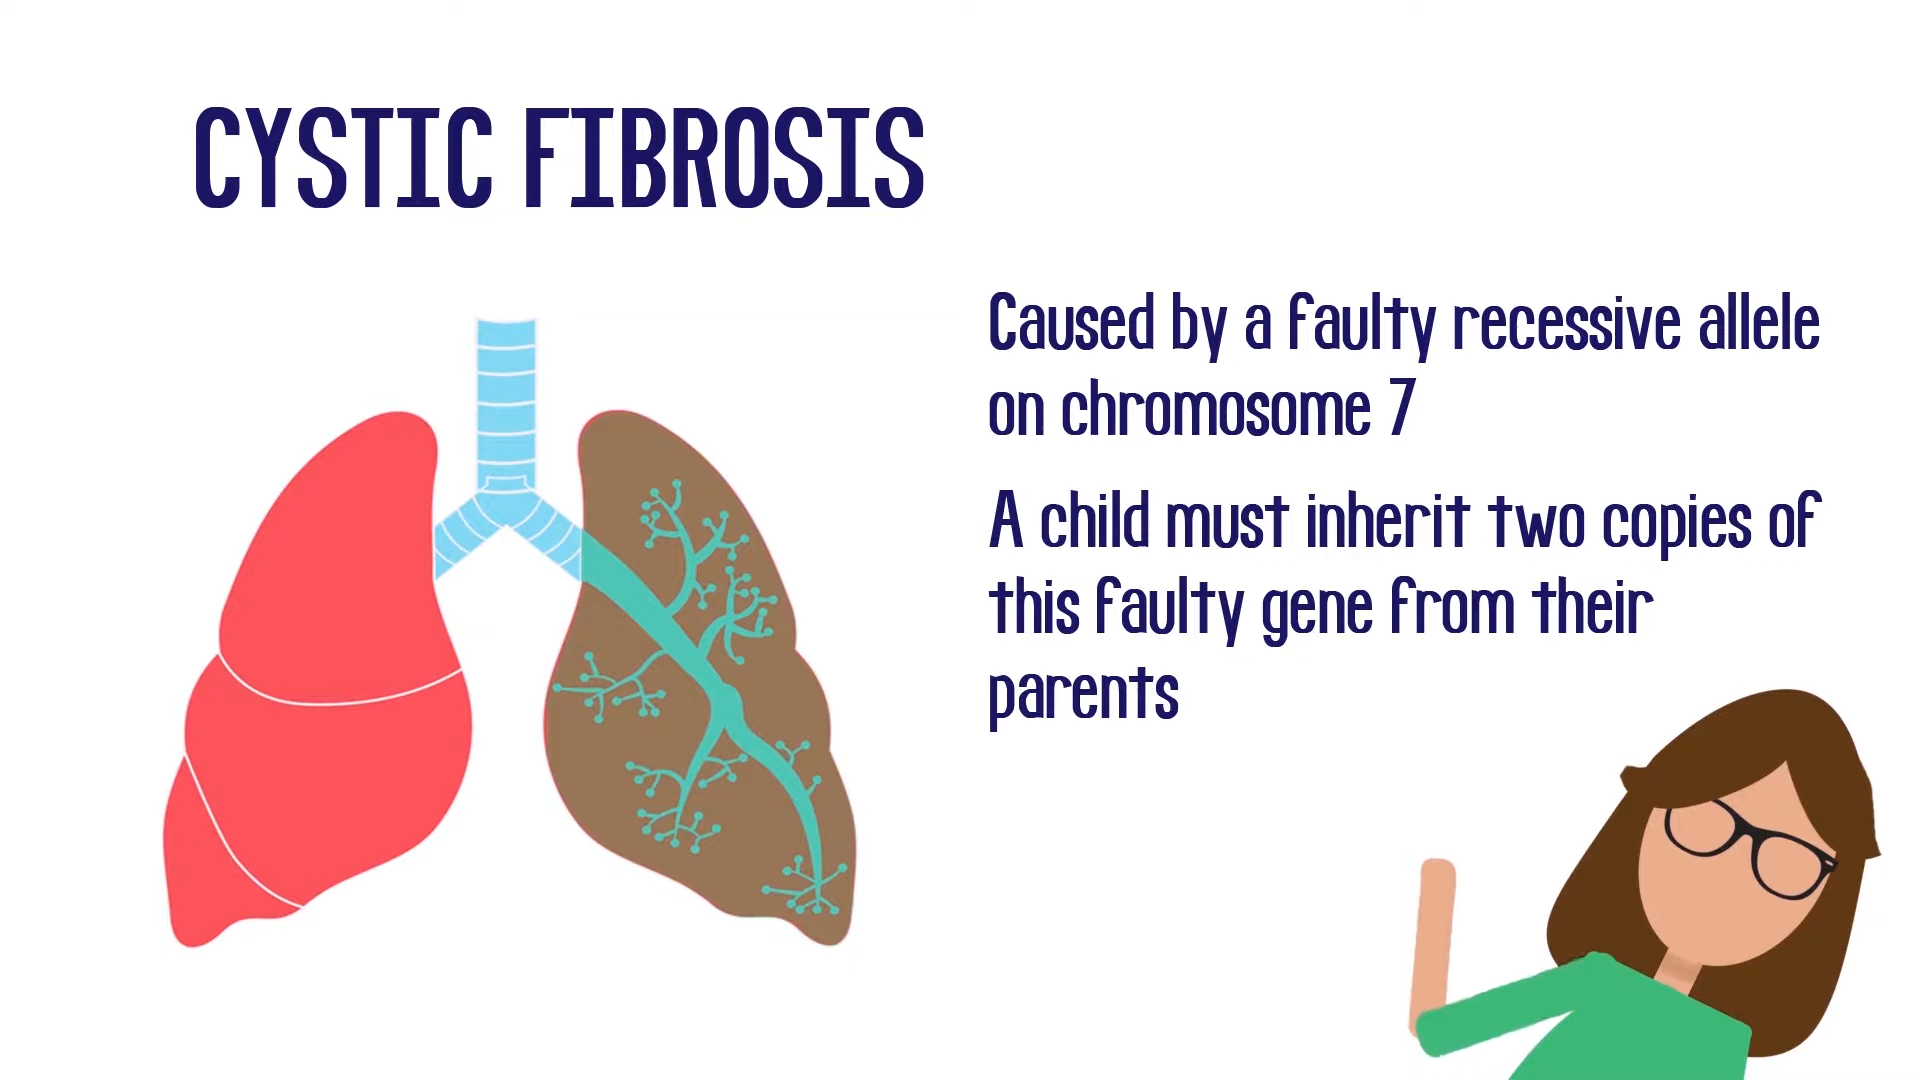 CYSTIC FIBROSIS
Caused by a faulty recessive allele
on chromosome 7
A child must inherit two copies of
this faulty gene from their
parents